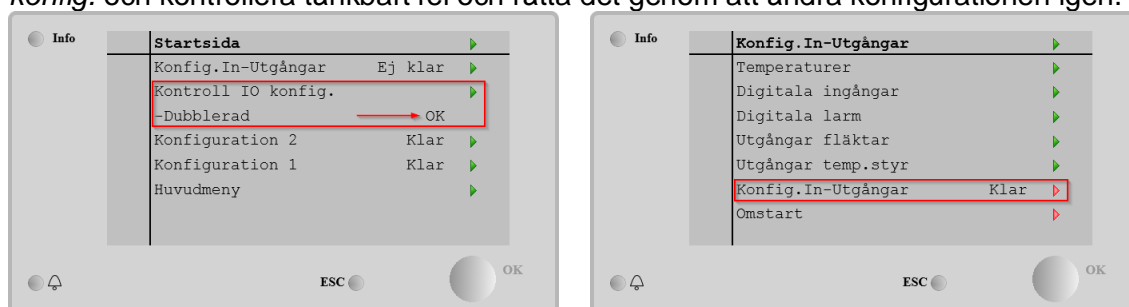 konfig. och kontrollera tänkbart fel och rätta det genom att ändra konfigurationen igen.
Info
Startsida
Konfig.In-Utgångar Ej klar
Kontroll IO konfig.
-Dubblerad OK
Konfiguration 2 Klar
Konfiguration 1 Klar
Huvudmeny
ESC
OK
Info
Konfig.In-Utgångar
Temperaturer
Digitala ingångar
Digitala larm
Utgångar fläktar
Utgångar temp.styr
Konfig.In-Utgångar Klar
Omstart
ESC
OK